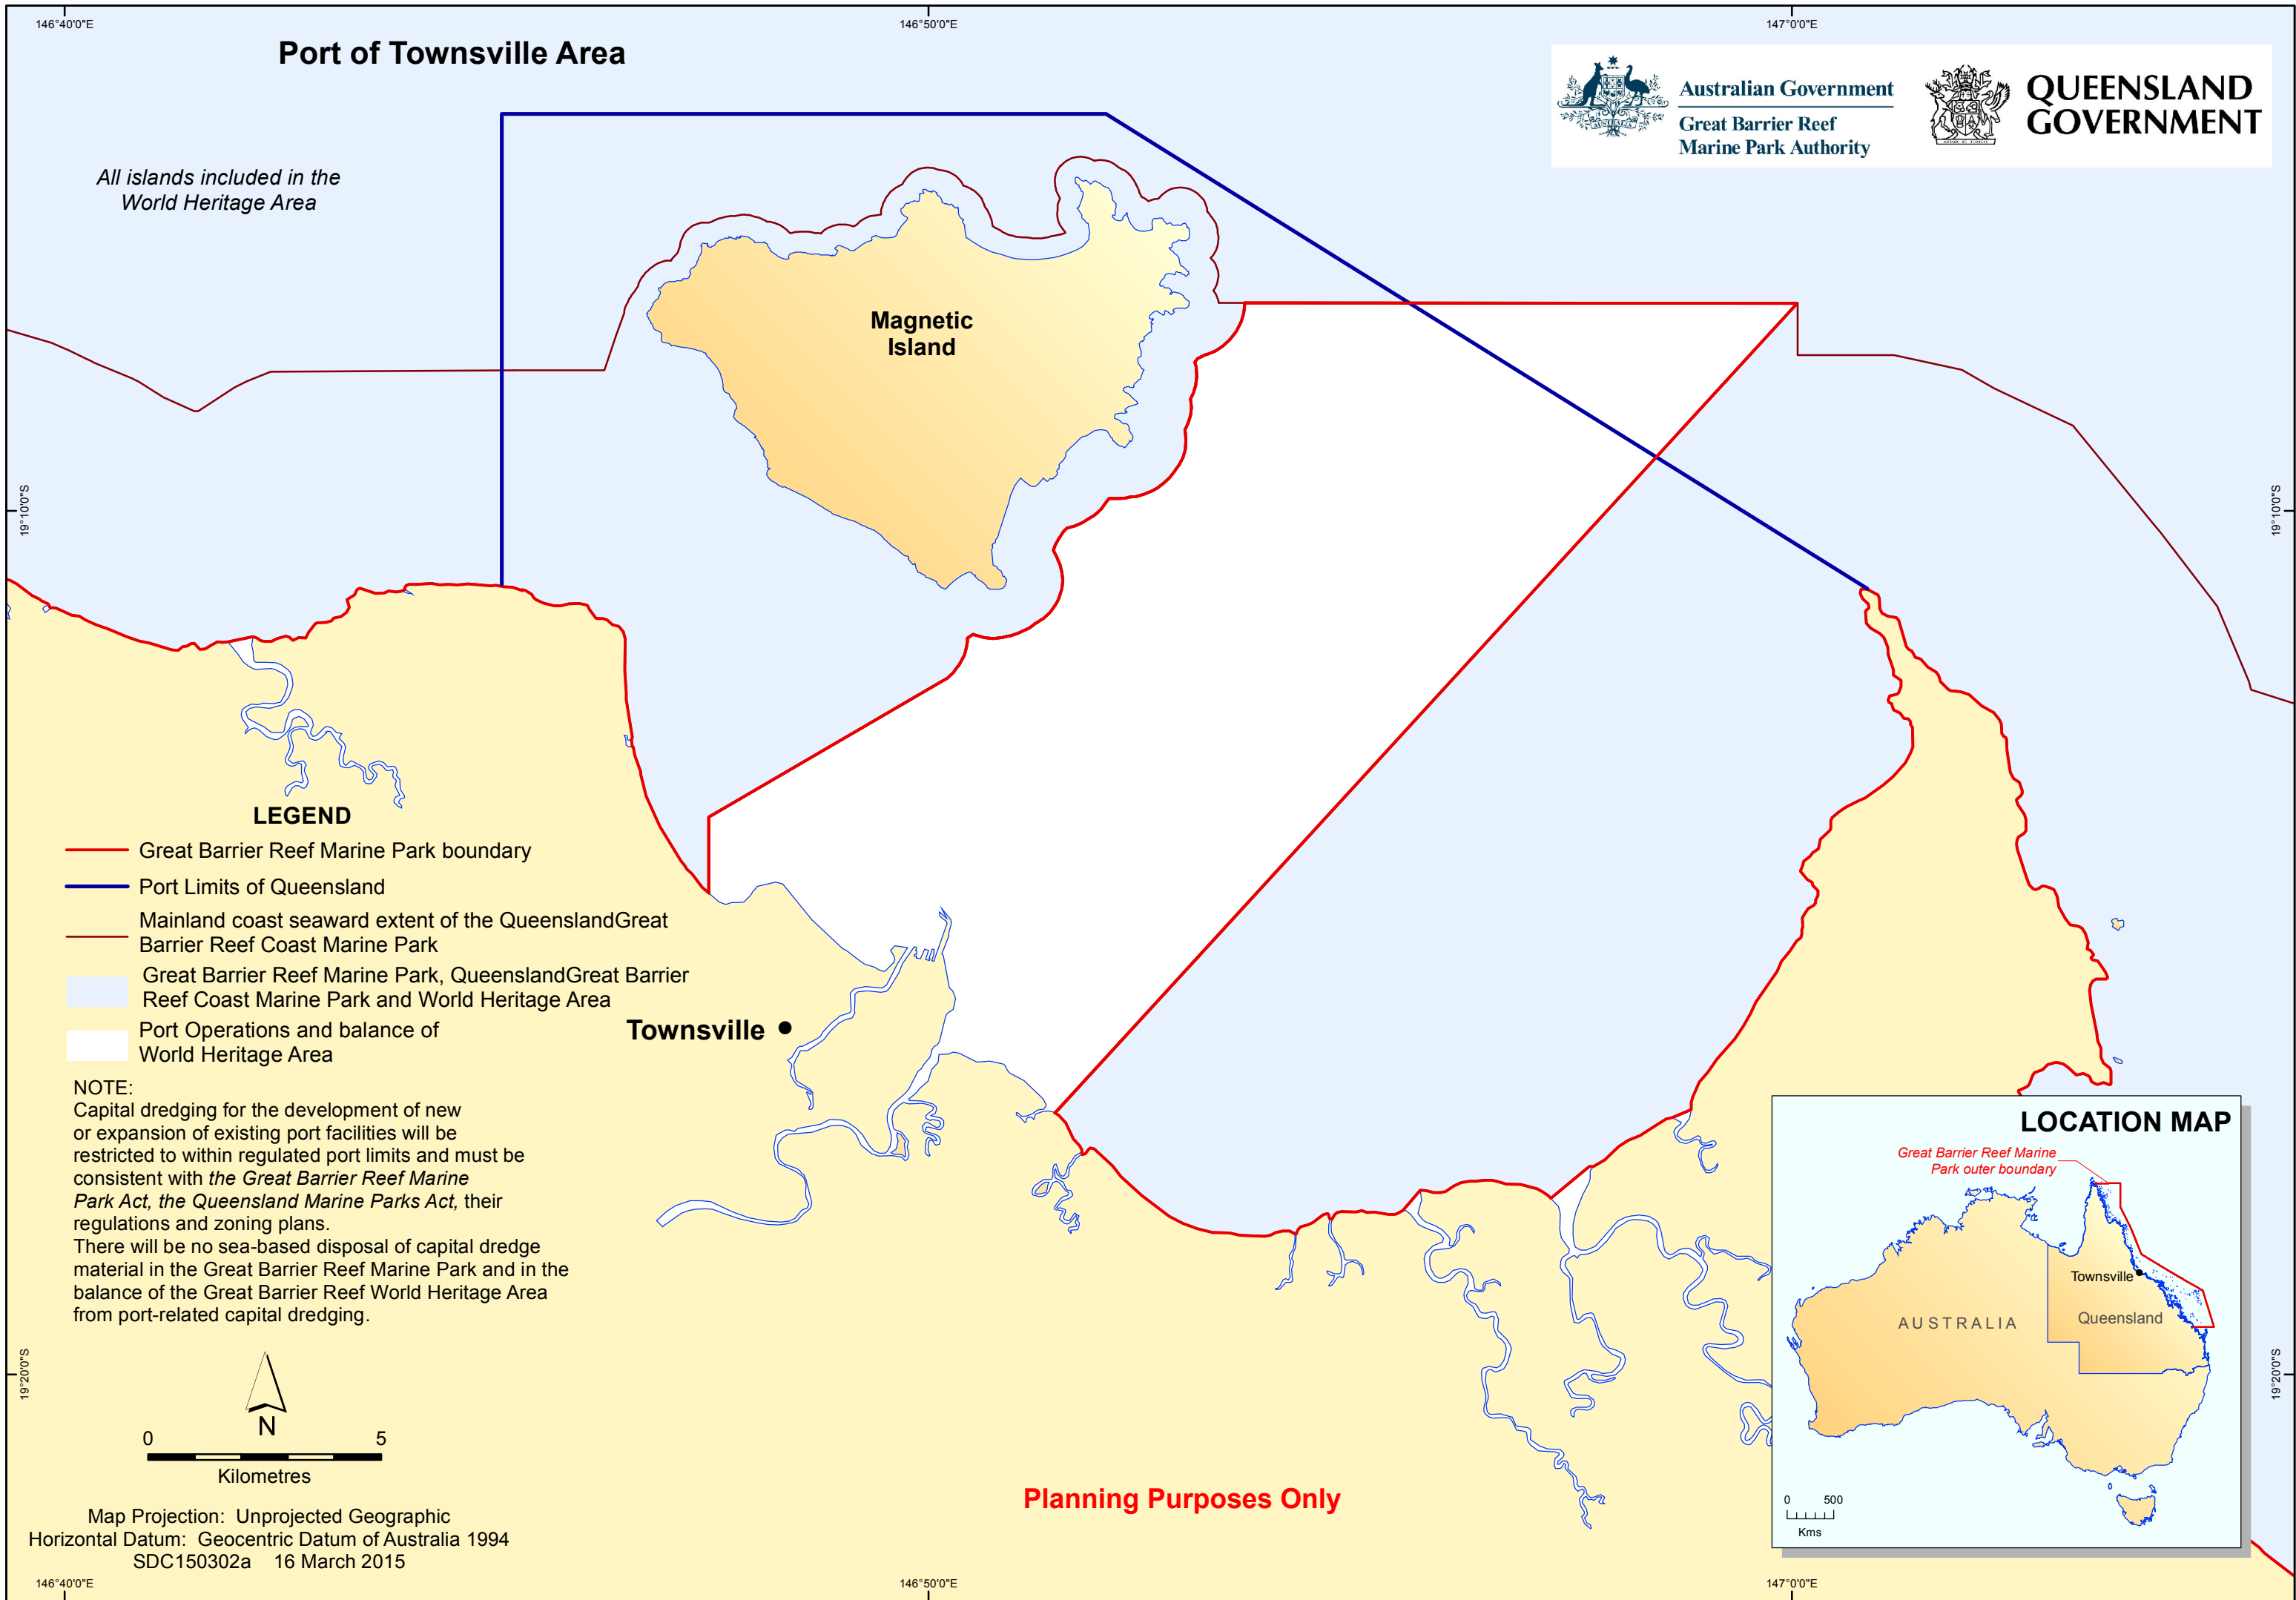 146°40'0"E
146°50'0"E
147°0'0"E
Port of Townsville Area
Australian Government
Great Barrier Reef
Marine Park Authority
QUEENSLAND
GOVERNMENT
All islands included in the
World Heritage Area
Magnetic
Island
19°10'0"S
19°10'0"S
LEGEND
Great Barrier Reef Marine Park boundary
Port Limits of Queensland
Mainland coast seaward extent of the QueenslandGreat
Barrier Reef Coast Marine Park
Great Barrier Reef Marine Park, QueenslandGreat Barrier
Reef Coast Marine Park and World Heritage Area
Port Operations and balance of
World Heritage Area
Townsville
NOTE:
Capital dredging for the development of new
or expansion of existing port facilities will be
restricted to within regulated port limits and must be
consistent with the Great Barrier Reef Marine
Park Act, the Queensland Marine Parks Act, their
regulations and zoning plans.
There will be no sea-based disposal of capital dredge
material in the Great Barrier Reef Marine Park and in the
balance of the Great Barrier Reef World Heritage Area
from port-related capital dredging.
LOCATION MAP
Great Barrier Reef Marine
Park outer boundary
Townsville
Queensland
AUSTRALIA
0 500
Kms
19°20'0"S
19°20'0"S
N
0 5
Kilometres
Planning Purposes Only
Map Projection: Unprojected Geographic
Horizontal Datum: Geocentric Datum of Australia 1994
SDC150302a 16 March 2015
146°40'0"E
146°50'0"E
147°0'0"E